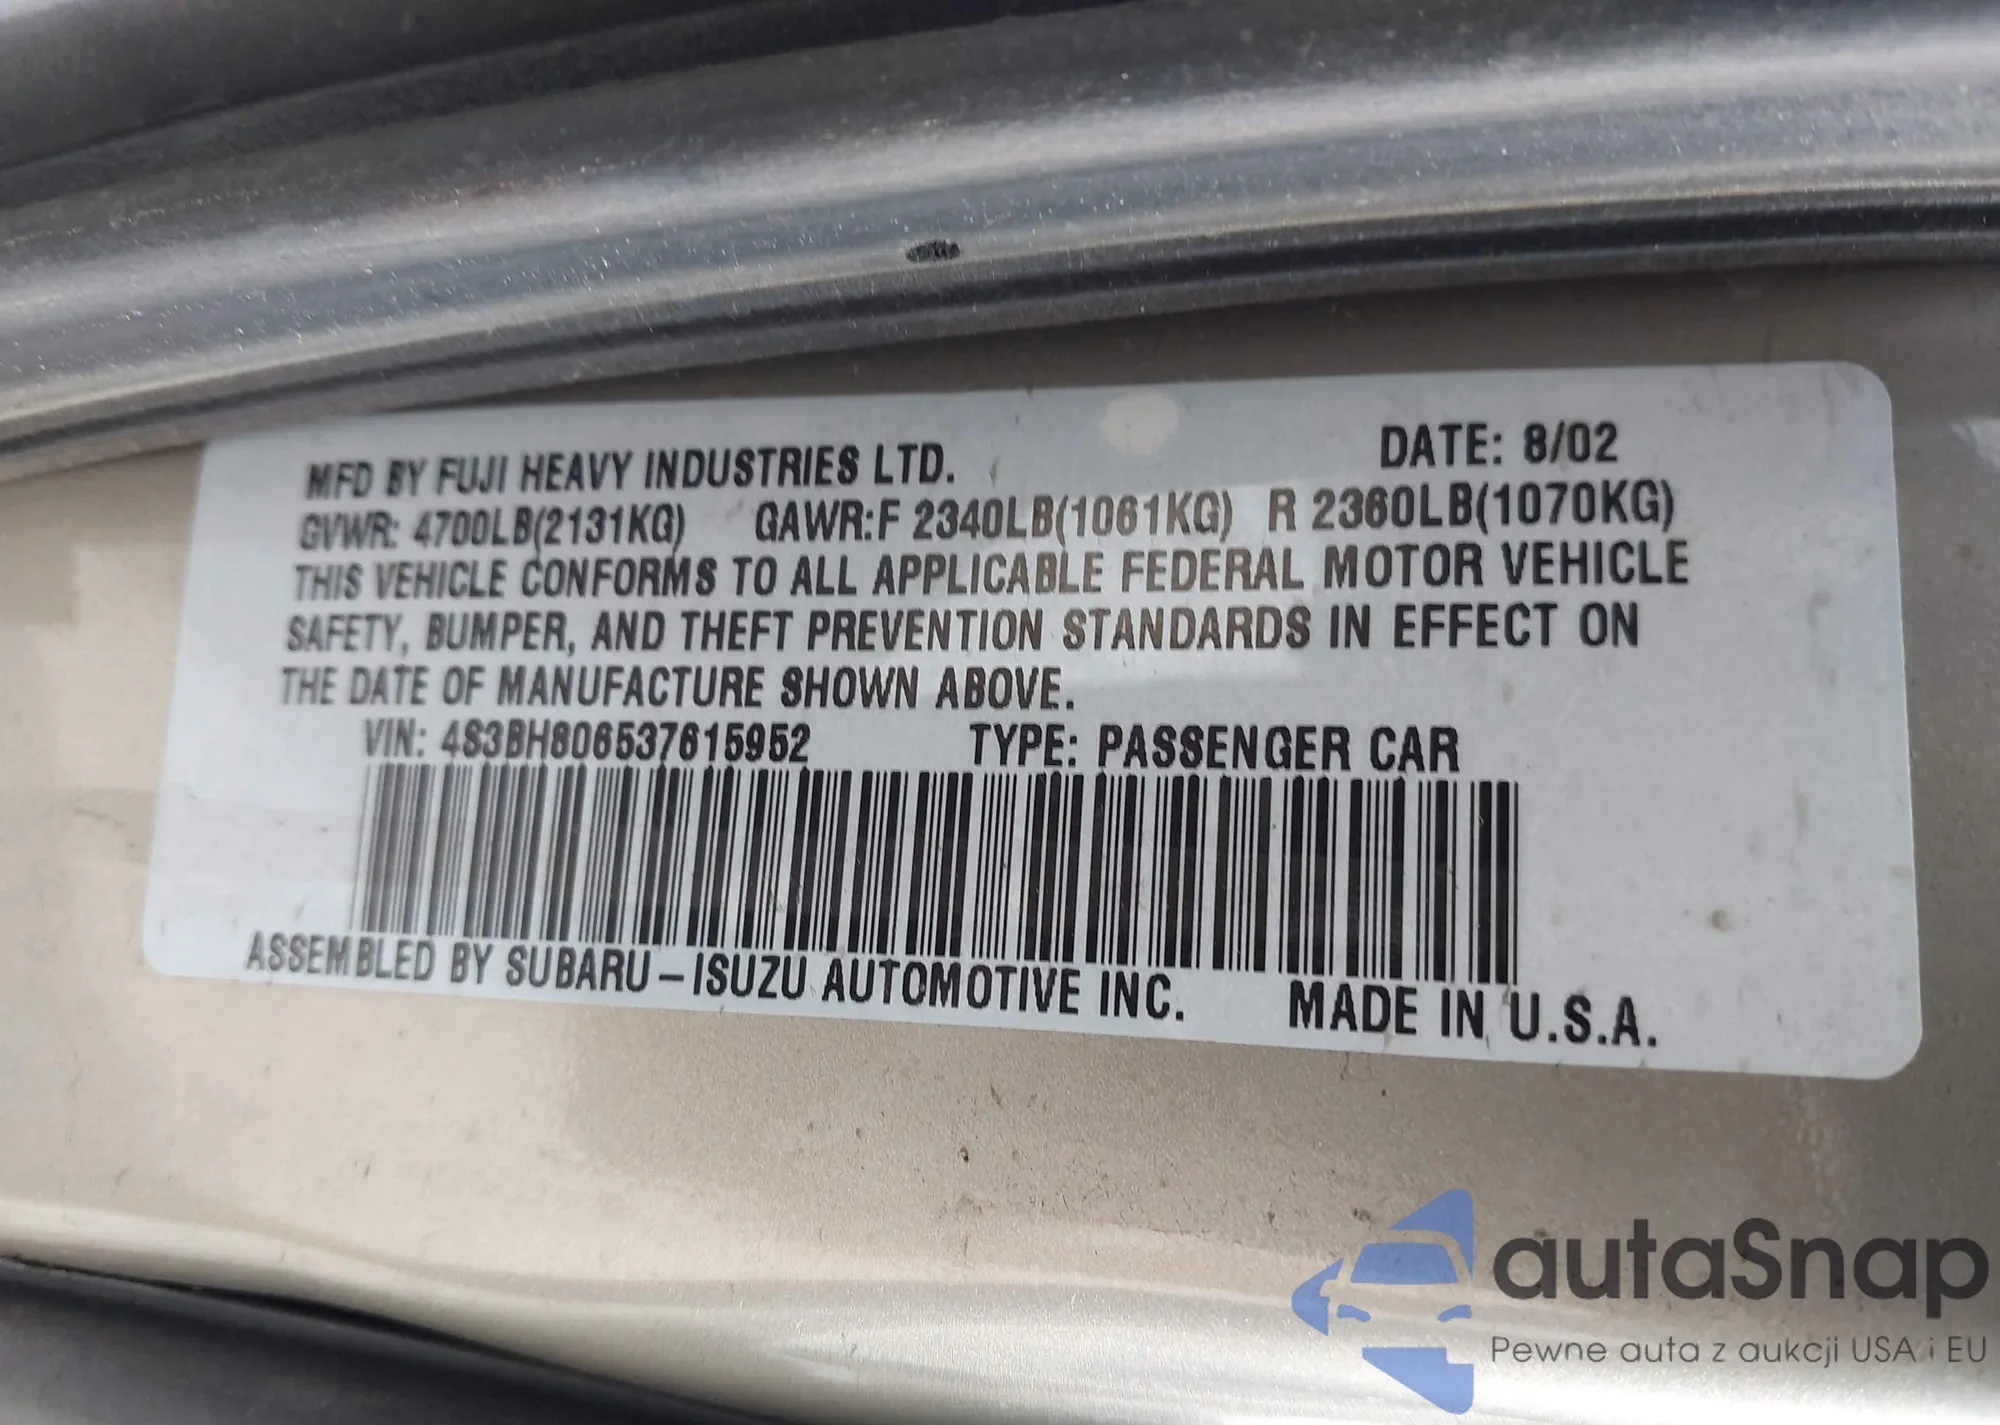 MFD BY FUJI HEAVY INDUSTRIES LTD. DATE: 8/02
GVWR: 4700LB(2131KG) GAWR:F 2340LB(1061KG) R 2360LB(1070KG)
THIS VEHICLE CONFORMS TO ALL APPLICABLE FEDERAL MOTOR VEHICLE
SAFETY, BUMPER, AND THEFT PREVENTION STANDARDS IN EFFECT ON
THE DATE OF MANUFACTURE SHOWN ABOVE.
VIN: 4S3BH806537615952 TYPE: PASSENGER CAR
ASSEMBLED BY SUBARU-ISUZU AUTOMOTIVE INC. MADE IN U.S.A.
autaSnap
Pewne auta z aukcji USA i EU